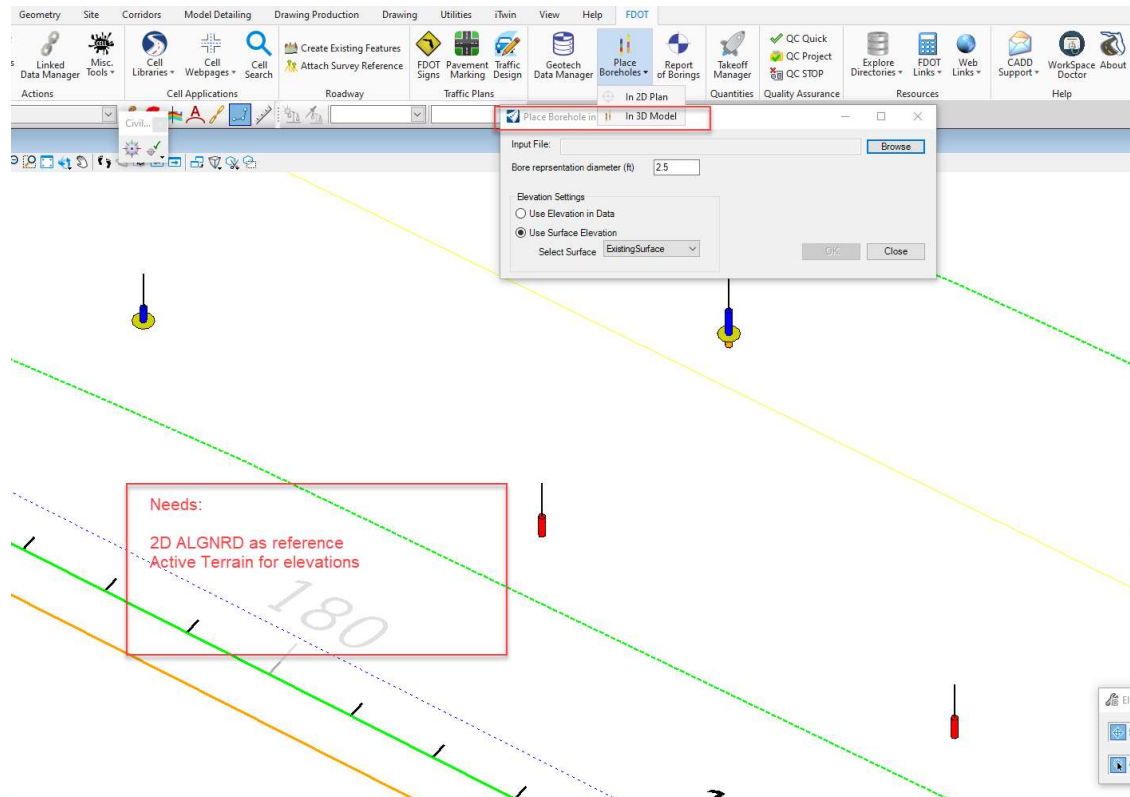 Geometry Site Corridors Model Detailing Drawing Production Drawing Utilities iTwin View Help FDOT
Linked Data Manager
Misc. Tools
Cell Libraries
Cell Webpages
Cell Search
Create Existing Features
Attach Survey Reference
FDOT Signs
Pavement Marking
Traffic Design
Geotech Data Manager
Place Boreholes
Report of Borings
Takeoff Manager
QC Quick
QC Project
QC STOP
Explore Directories
FDOT Links
Web Links
CADD Support
WorkSpace Doctor
About
Actions Cell Applications Roadway Traffic Plans Quantities Quality Assurance Resources Help
In 2D Plan
In 3D Model
Civil...
Place Borehole in
Input File: Browse
Bore reprsentation diameter (ft) 2.5
Elevation Settings
Use Elevation in Data
Use Surface Elevation
Select Surface ExistingSurface
OK Close
Needs:
2D ALGNRD as reference
Active Terrain for elevations
180